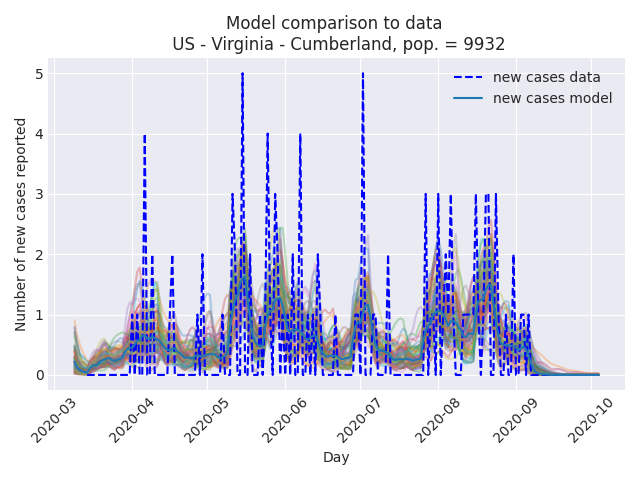 Model comparison to data
US - Virginia - Cumberland, pop. = 9932
new cases data
new cases model
Number of new cases reported
5
4
3
2
1
0
2020-03
2020-04
2020-05
2020-06
2020-07
2020-08
2020-09
2020-10
Day